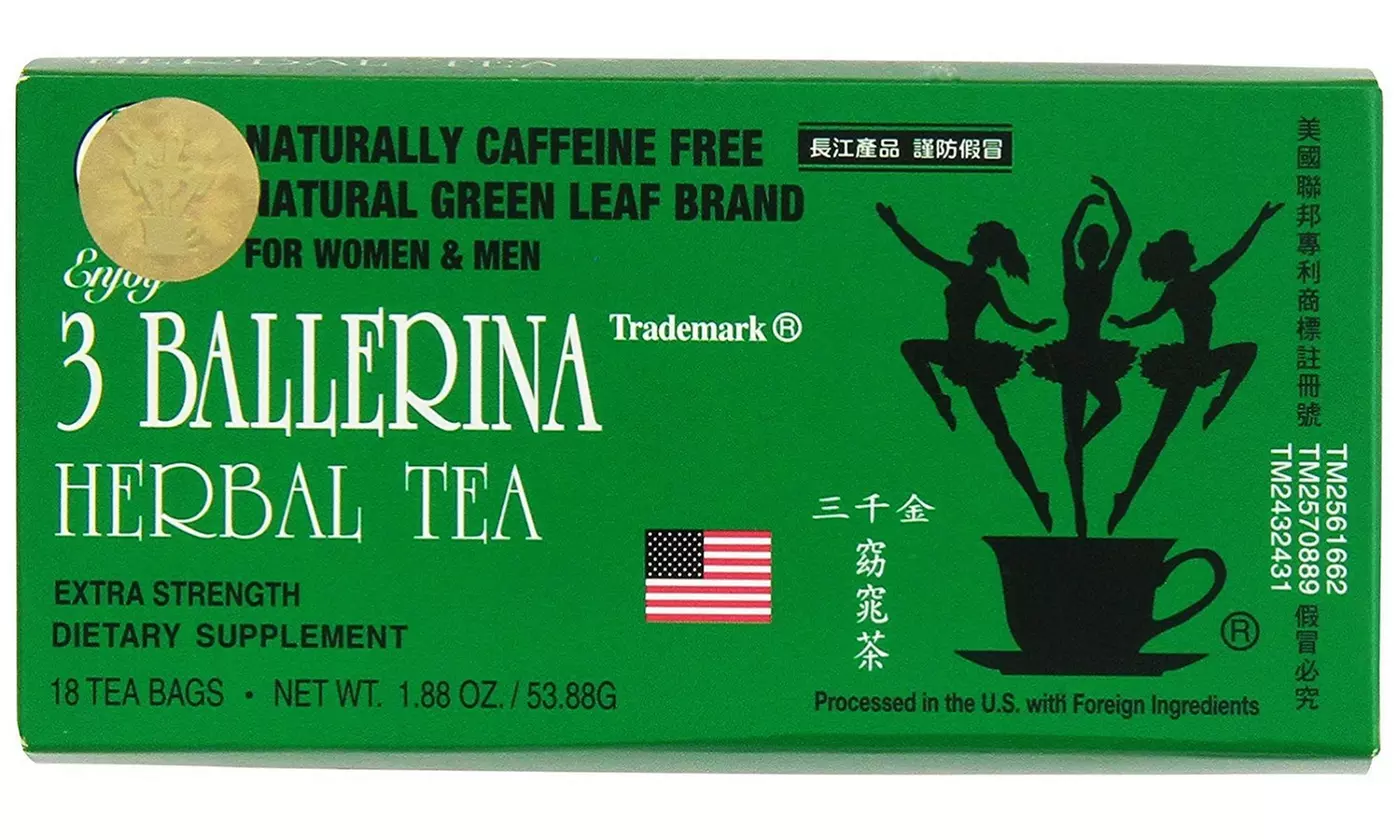 NATURALLY CAFFEINE FREE
NATURAL GREEN LEAF BRAND
FOR WOMEN & MEN
Enjoy
3 BALLERINA
Trademark ®
HERBAL TEA
EXTRA STRENGTH
DIETARY SUPPLEMENT
18 TEA BAGS • NET WT. 1.88 OZ. / 53.88G
長江產品 謹防假冒
三千金
窈窕茶
®
Processed in the U.S. with Foreign Ingredients
美國聯邦專利商標註冊號
TM2561662
TM2570889
TM2432431
假冒必究